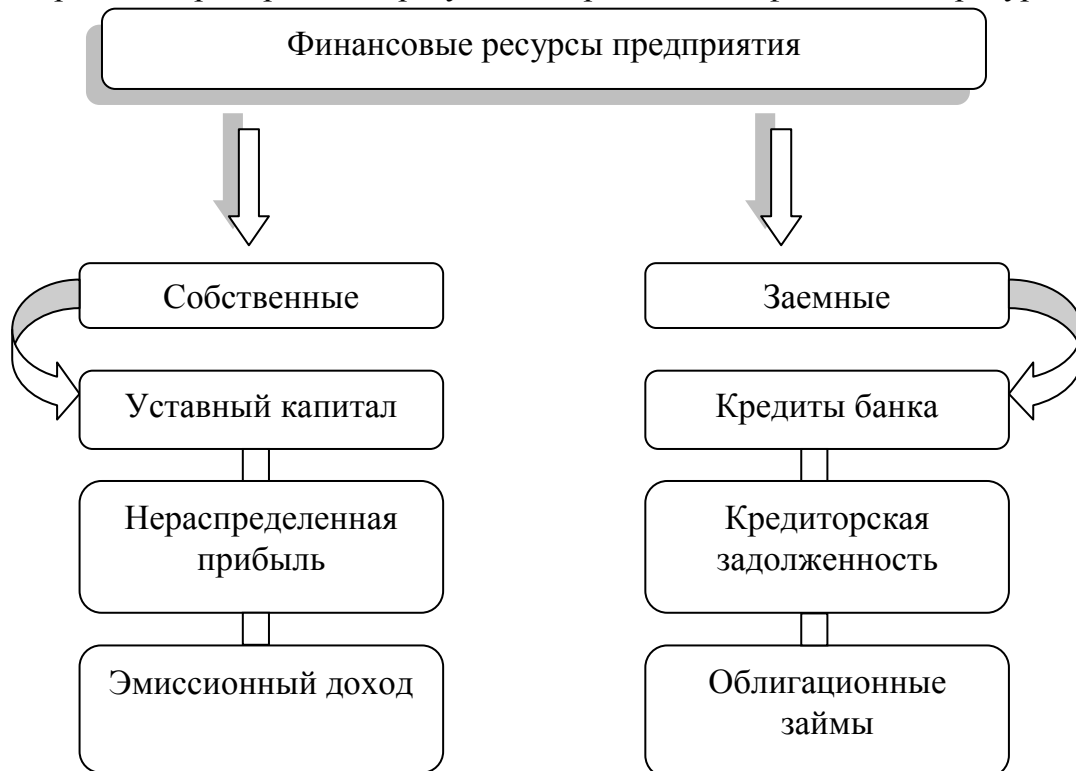 Финансовые ресурсы предприятия
Собственные
Заемные
Уставный капитал
Кредиты банка
Нераспределенная
прибыль
Кредиторская
задолженность
Эмиссионный доход
Облигационные
займы